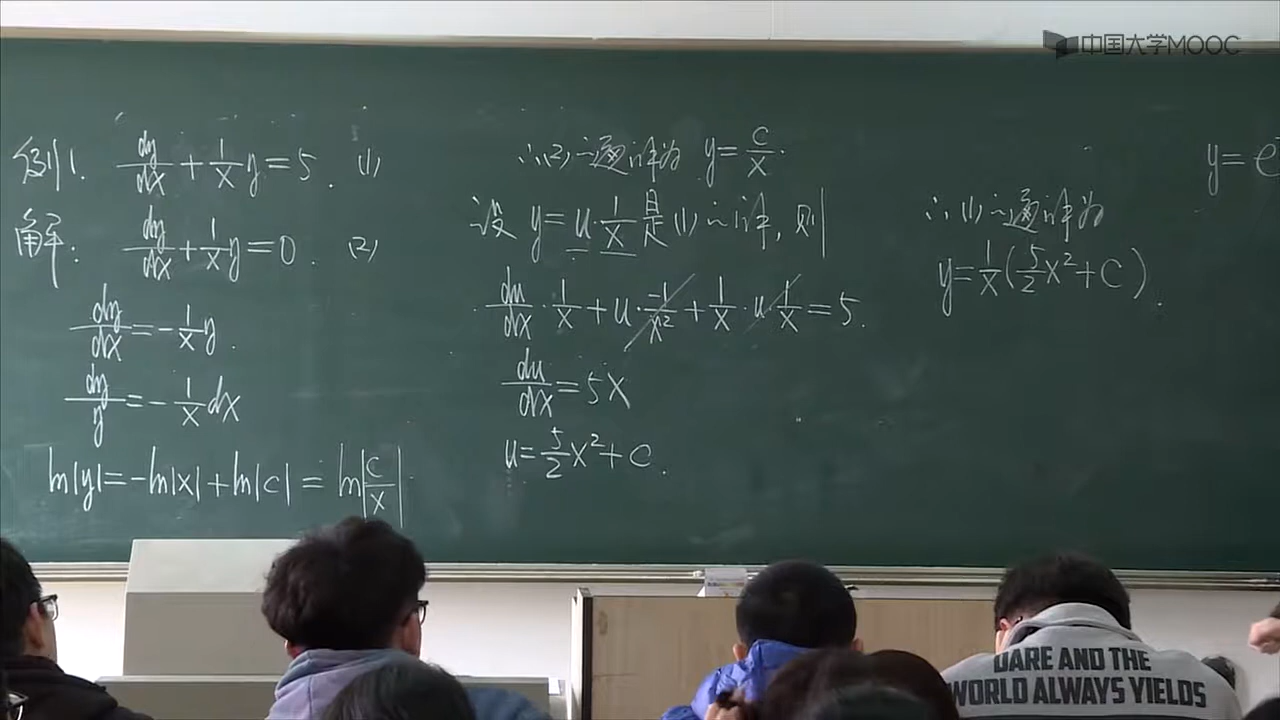 例1. dy/dx + 1/x y = 5. (1)
解: dy/dx + 1/x y = 0. (2)
dy/dx = - 1/x y.
dy/y = - 1/x dx
ln|y| = -ln|x| + ln|c| = ln|c/x|
∴(2)之通解为 y = c/x.
设 y = u·1/x 是(1)之解, 则
du/dx · 1/x + u · -1/x² + 1/x · u · 1/x = 5.
du/dx = 5x
u = 5/2 x² + C.
∴(1)之通解为
y = 1/x (5/2 x² + C).
y = e
中国大学MOOC
DARE AND THE
WORLD ALWAYS YIELDS